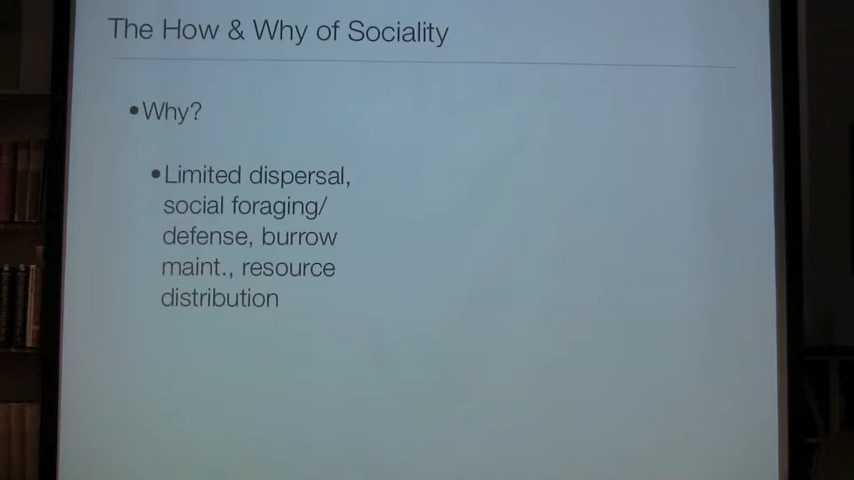 The How & Why of Sociality
•Why?
•Limited dispersal,
social foraging/
defense, burrow
maint., resource
distribution